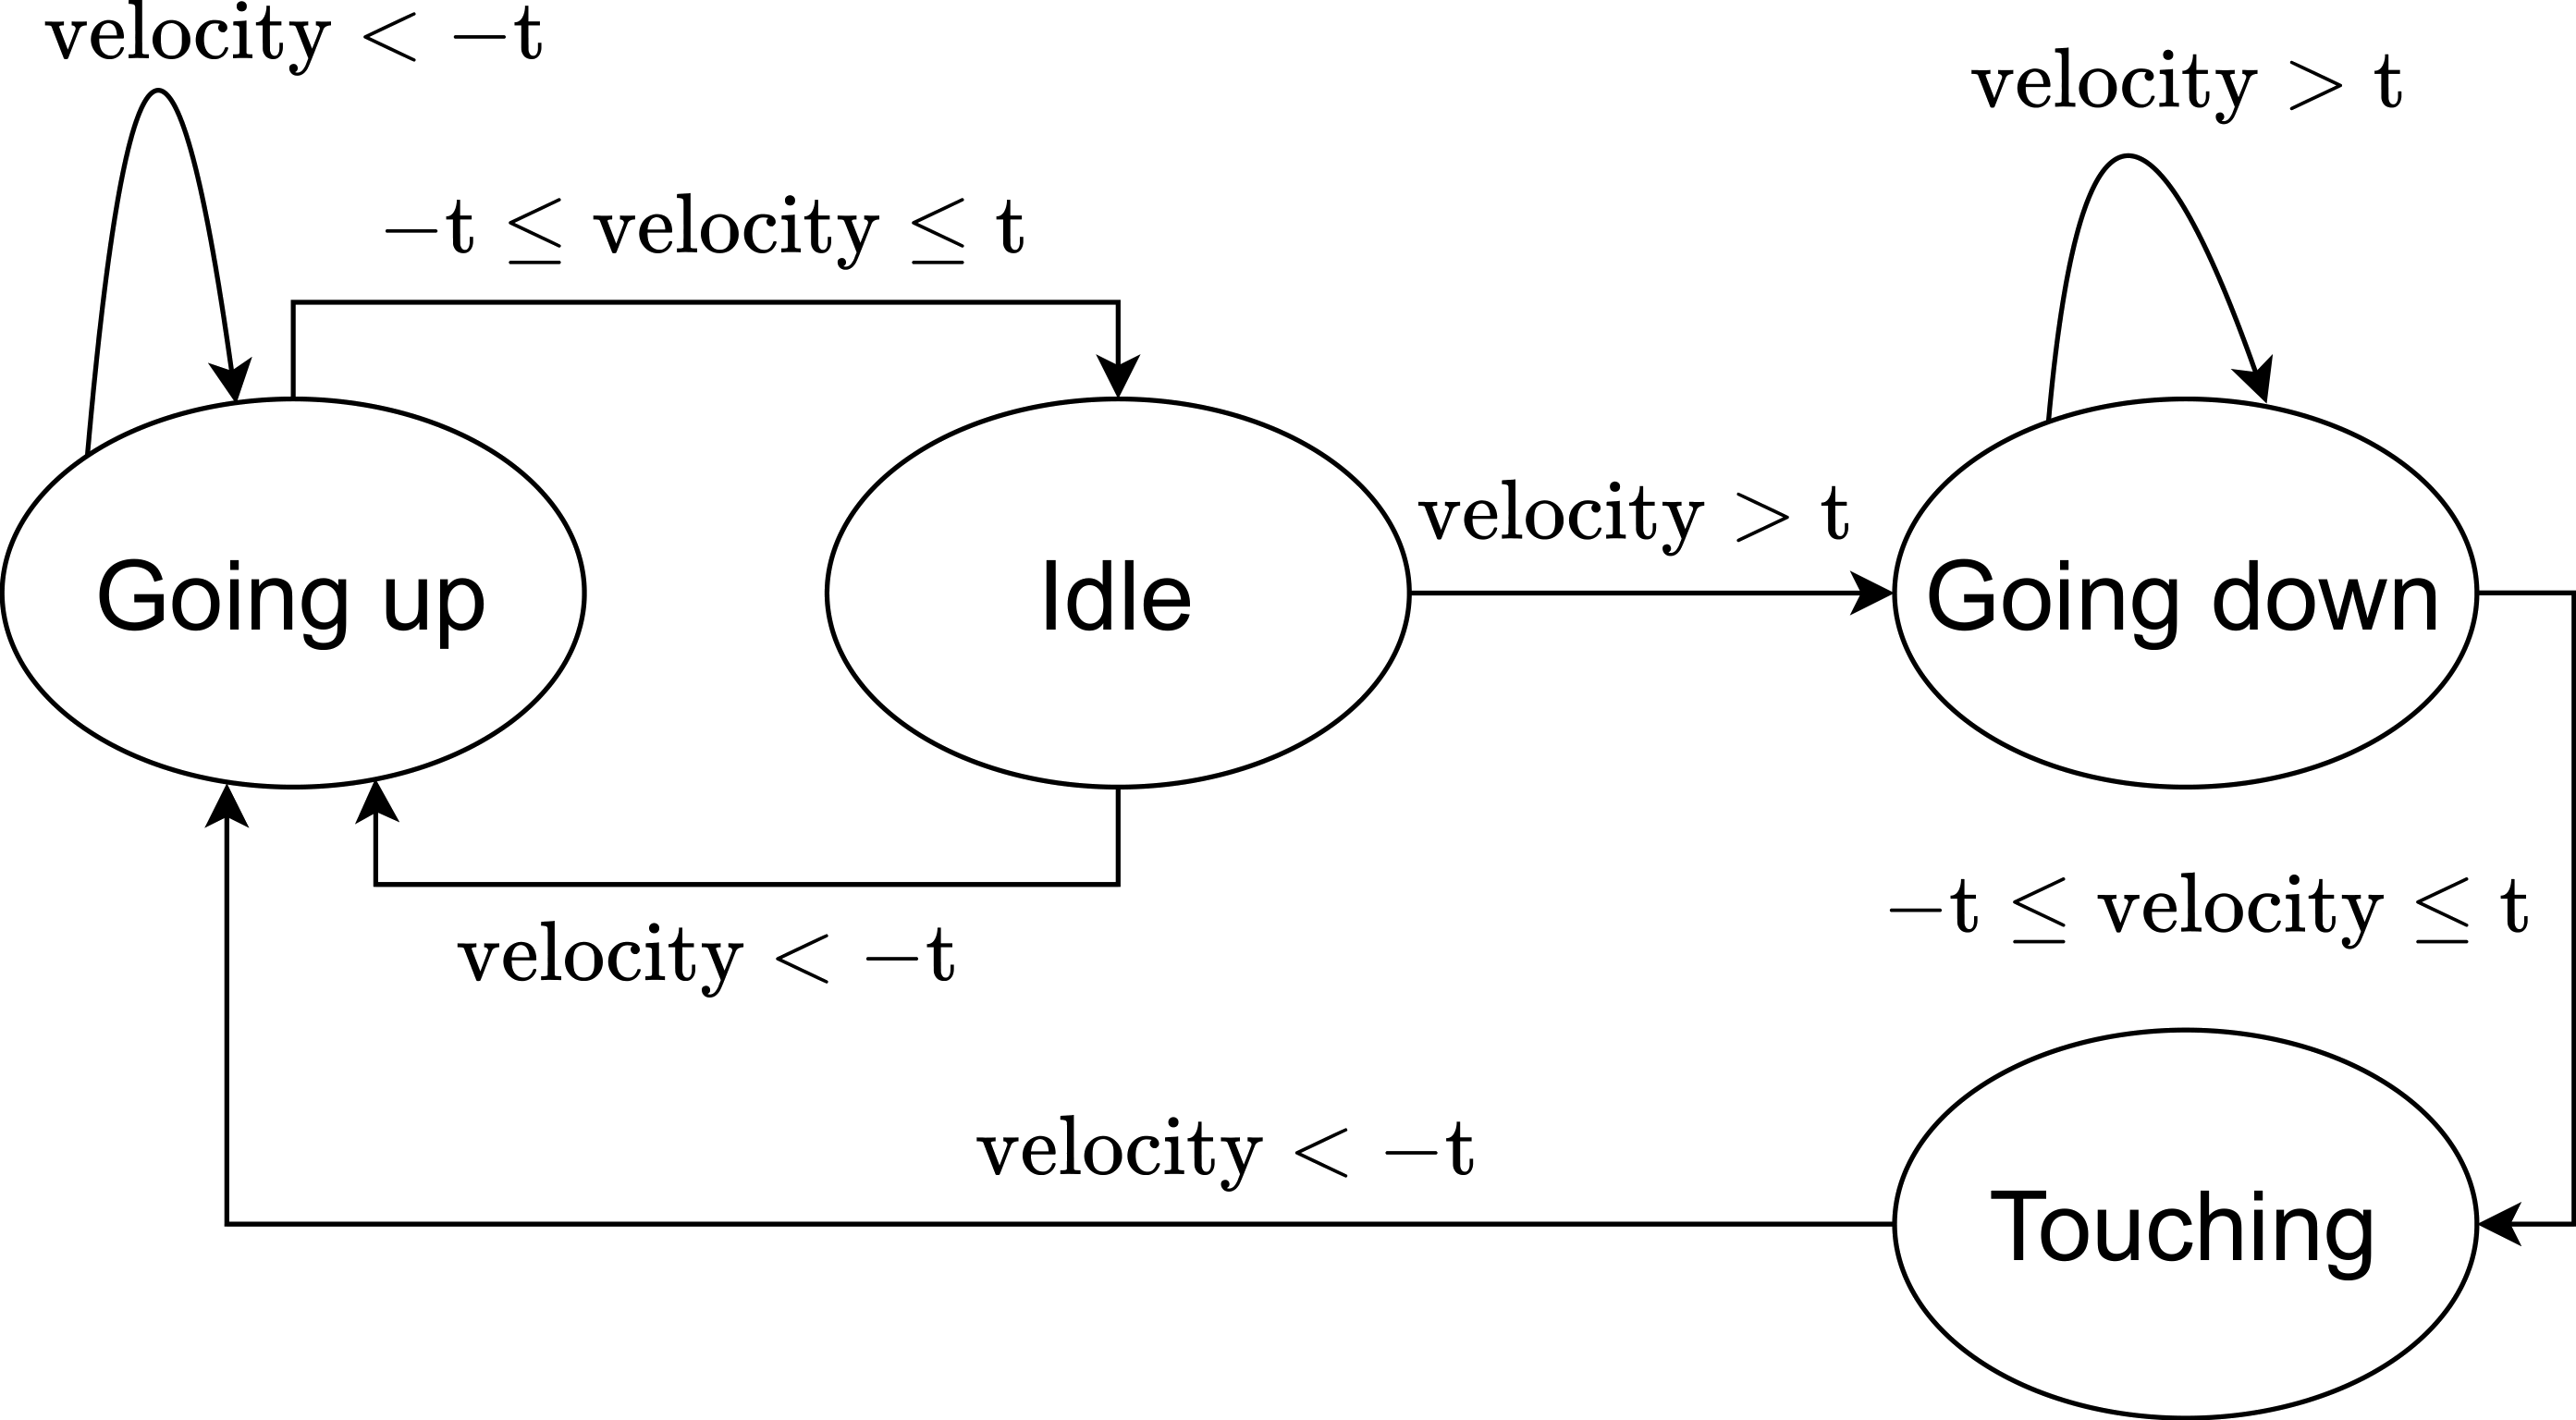 velocity < −t
velocity > t
−t ≤ velocity ≤ t
velocity > t
Going up
Idle
Going down
−t ≤ velocity ≤ t
velocity < −t
velocity < −t
Touching